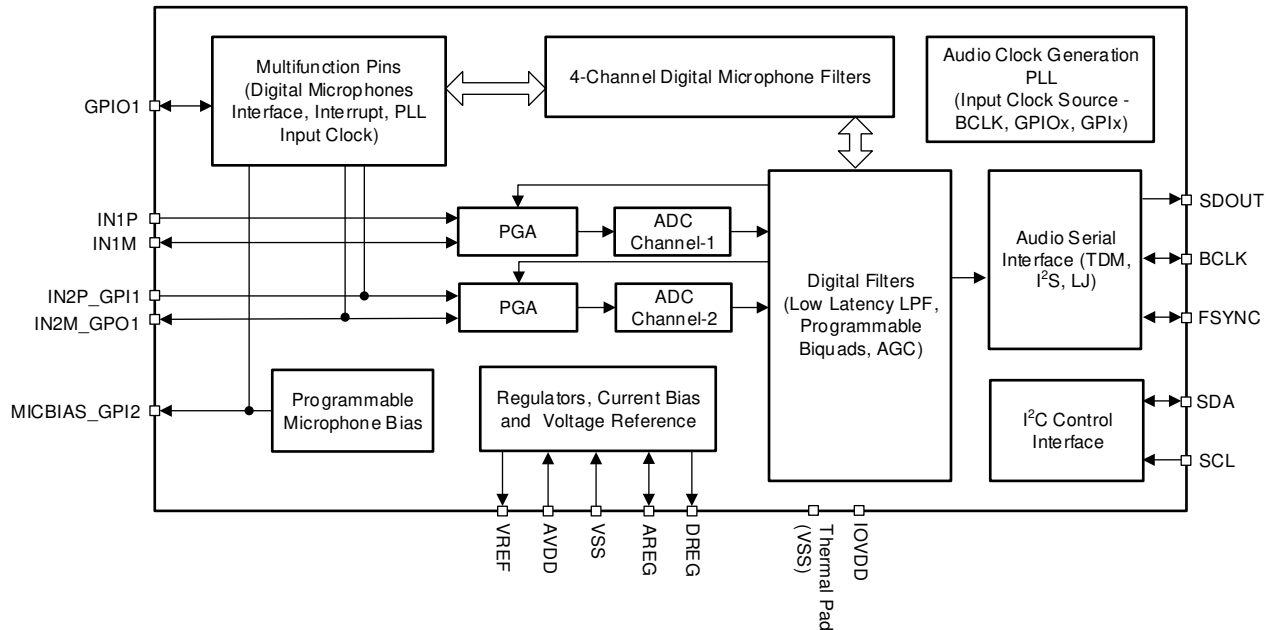 Multifunction Pins
(Digital Microphones
Interface, Interrupt, PLL
Input Clock)
4-Channel Digital Microphone Filters
Audio Clock Generation
PLL
(Input Clock Source -
BCLK, GPIOx, GPIx)
GPIO1
IN1P
IN1M
IN2P_GPI1
IN2M_GPO1
MICBIAS_GPI2
PGA
ADC
Channel-1
PGA
ADC
Channel-2
Digital Filters
(Low Latency LPF,
Programmable
Biquads, AGC)
Audio Serial
Interface (TDM,
I²S, LJ)
SDOUT
BCLK
FSYNC
Programmable
Microphone Bias
Regulators, Current Bias
and Voltage Reference
I²C Control
Interface
SDA
SCL
VREF
AVDD
VSS
AREG
DREG
Thermal Pad
(VSS)
IOVDD